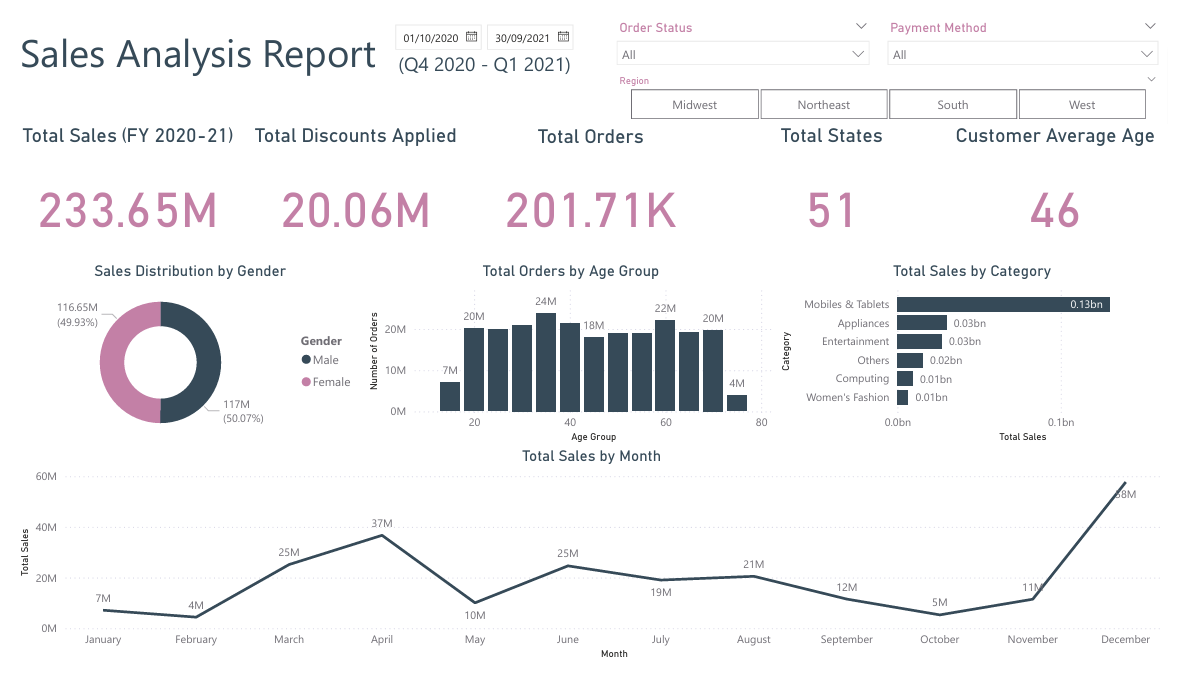 Sales Analysis Report
01/10/2020
30/09/2021
(Q4 2020 - Q1 2021)
Order Status
All
Payment Method
All
Region
Midwest
Northeast
South
West
Total Sales (FY 2020-21)
Total Discounts Applied
Total Orders
Total States
Customer Average Age
233.65M
20.06M
201.71K
51
46
Sales Distribution by Gender
116.65M
(49.93%)
117M
(50.07%)
Gender
Male
Female
Total Orders by Age Group
Number of Orders
20M
10M
0M
7M
20M
24M
18M
22M
20M
4M
20
40
60
80
Age Group
Total Sales by Category
Category
Mobiles & Tablets
0.13bn
Appliances
0.03bn
Entertainment
0.03bn
Others
0.02bn
Computing
0.01bn
Women's Fashion
0.01bn
0.0bn
0.1bn
Total Sales
Total Sales by Month
Total Sales
60M
40M
20M
0M
7M
4M
25M
37M
10M
25M
19M
21M
12M
5M
11M
58M
January
February
March
April
May
June
July
August
September
October
November
December
Month